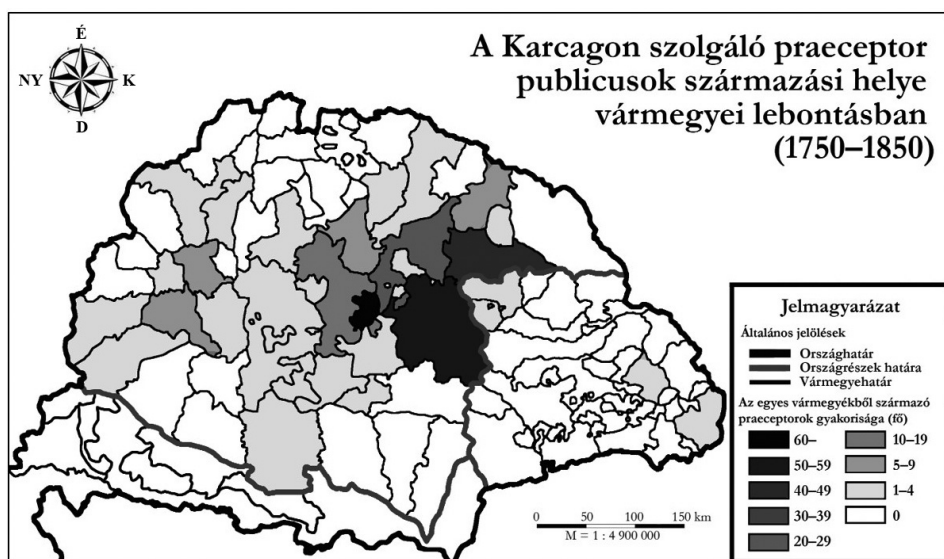 A Karcagon szolgáló praeceptor
publicusok származási helye
vármegyei lebontásban
(1750–1850)
É
NY
K
D
Jelmagyarázat
Általános jelölések
Országhatár
Országrészek határa
Vármegyehatár
Az egyes vármegyékből származó
praeceptorok gyakorisága (fő)
60–
50–59
40–49
30–39
20–29
10–19
5–9
1–4
0
0 50 100 150 km
M = 1 : 4 900 000